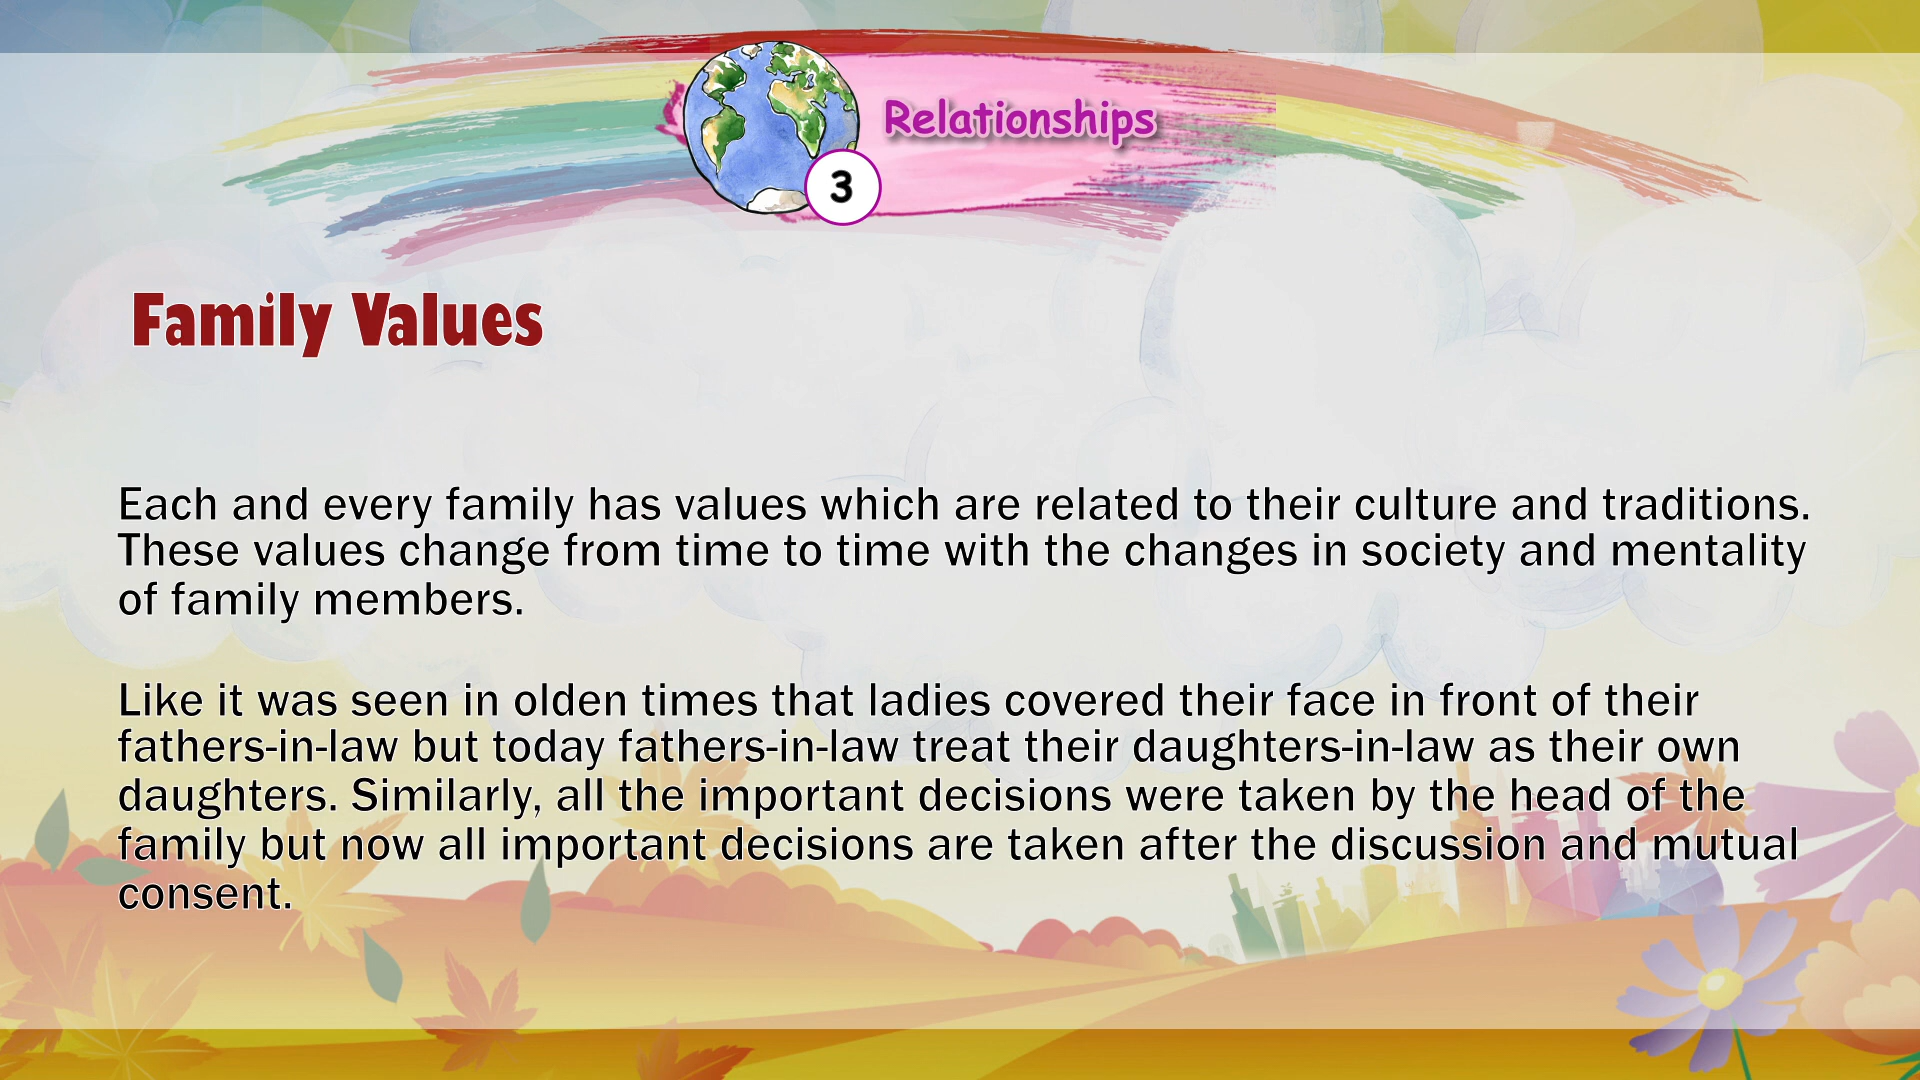 Relationships
3
Family Values
Each and every family has values which are related to their culture and traditions.
These values change from time to time with the changes in society and mentality
of family members.
Like it was seen in olden times that ladies covered their face in front of their
fathers-in-law but today fathers-in-law treat their daughters-in-law as their own
daughters. Similarly, all the important decisions were taken by the head of the
family but now all important decisions are taken after the discussion and mutual
consent.